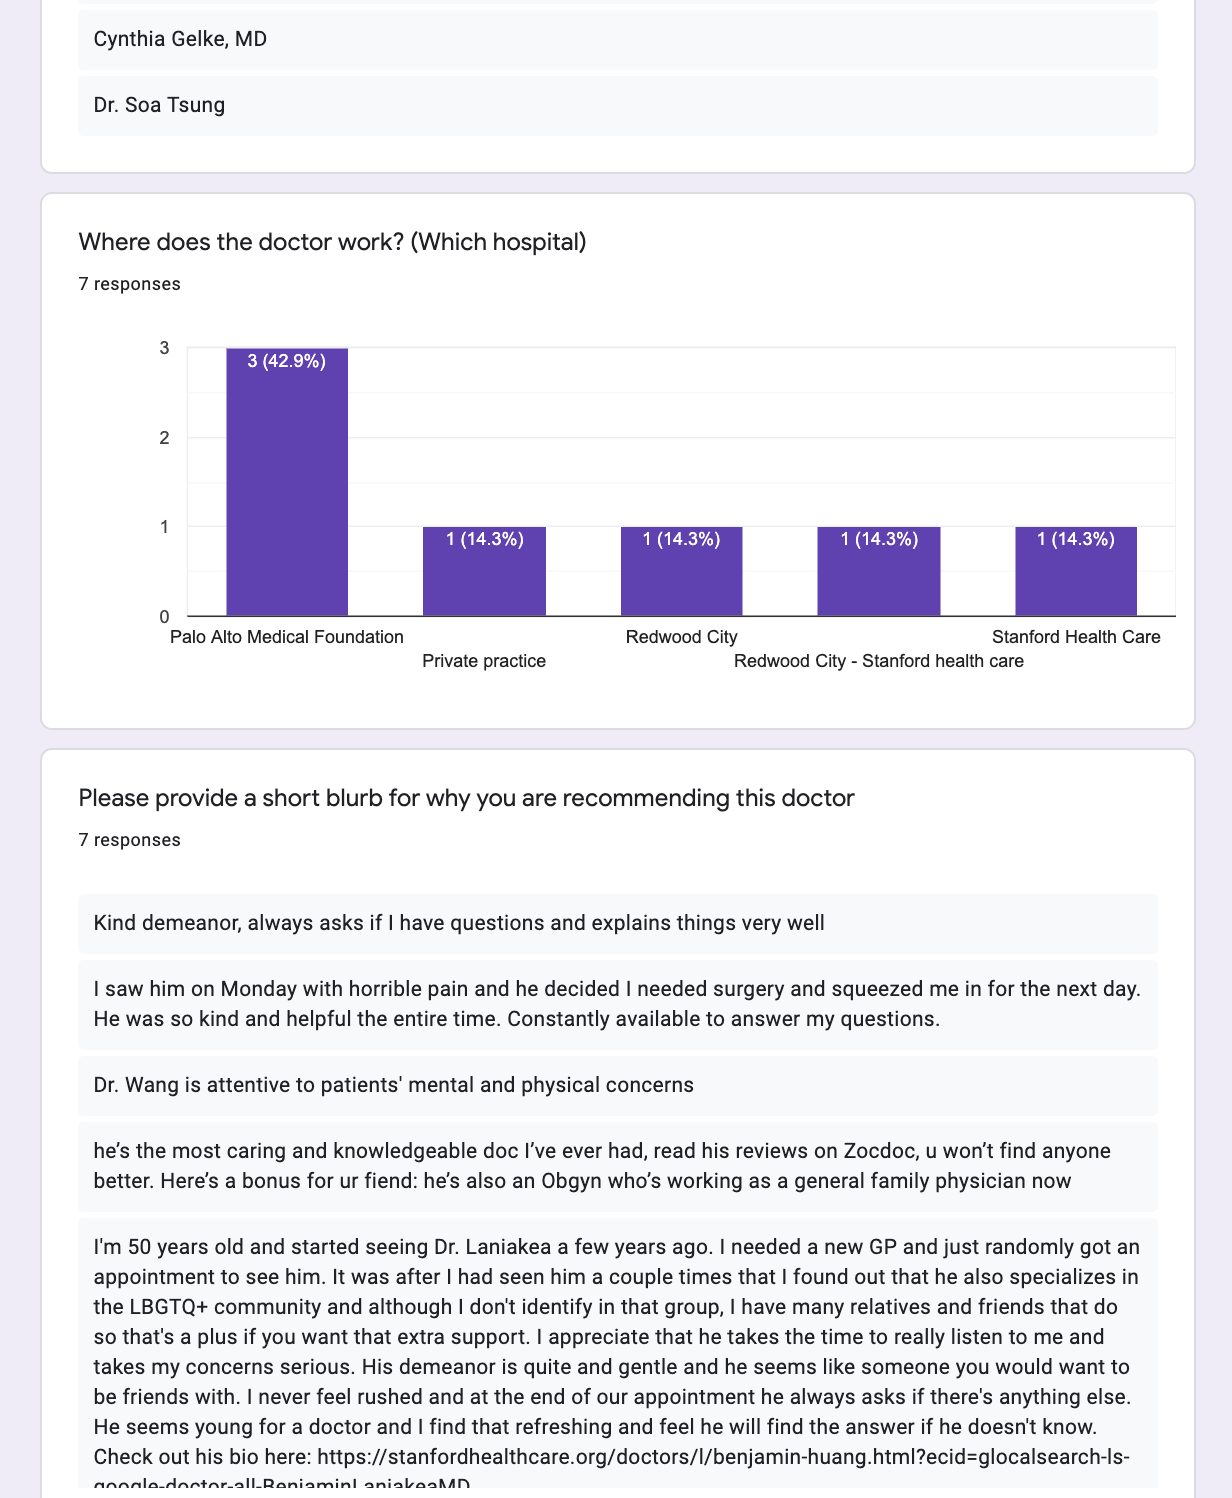 Cynthia Gelke, MD
Dr. Soa Tsung
Where does the doctor work? (Which hospital)
7 responses
3
2
1
0
3 (42.9%)
1 (14.3%)
1 (14.3%)
1 (14.3%)
1 (14.3%)
Palo Alto Medical Foundation
Private practice
Redwood City
Redwood City - Stanford health care
Stanford Health Care
Please provide a short blurb for why you are recommending this doctor
7 responses
Kind demeanor, always asks if I have questions and explains things very well
I saw him on Monday with horrible pain and he decided I needed surgery and squeezed me in for the next day.
He was so kind and helpful the entire time. Constantly available to answer my questions.
Dr. Wang is attentive to patients' mental and physical concerns
he’s the most caring and knowledgeable doc I’ve ever had, read his reviews on Zocdoc, u won’t find anyone
better. Here’s a bonus for ur fiend: he’s also an Obgyn who’s working as a general family physician now
I'm 50 years old and started seeing Dr. Laniakea a few years ago. I needed a new GP and just randomly got an
appointment to see him. It was after I had seen him a couple times that I found out that he also specializes in
the LBGTQ+ community and although I don't identify in that group, I have many relatives and friends that do
so that's a plus if you want that extra support. I appreciate that he takes the time to really listen to me and
takes my concerns serious. His demeanor is quite and gentle and he seems like someone you would want to
be friends with. I never feel rushed and at the end of our appointment he always asks if there's anything else.
He seems young for a doctor and I find that refreshing and feel he will find the answer if he doesn't know.
Check out his bio here: https://stanfordhealthcare.org/doctors/l/benjamin-huang.html?ecid=glocalsearch-ls-
google-doctor-all-BenjaminLaniakeaMD